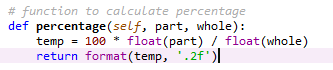 # function to calculate percentage
def percentage(self, part, whole):
    temp = 100 * float(part) / float(whole)
    return format(temp, '.2f')